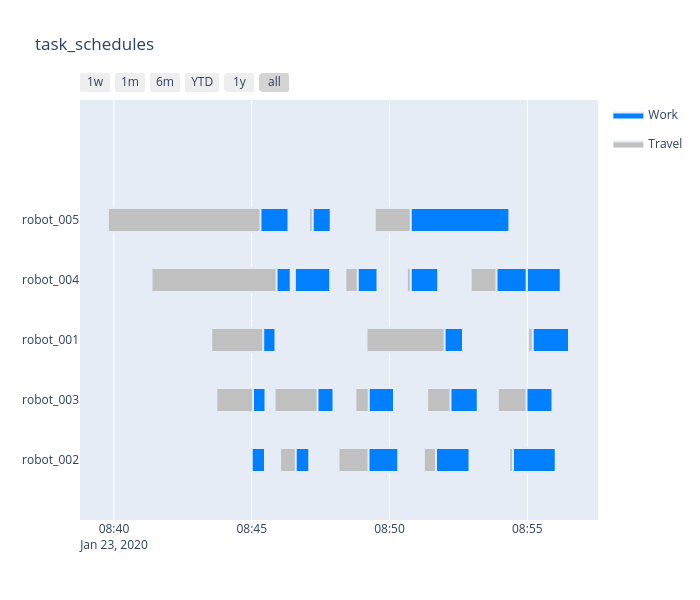 task_schedules
1w 1m 6m YTD 1y all
Work
Travel
robot_005
robot_004
robot_001
robot_003
robot_002
08:40 08:45 08:50 08:55
Jan 23, 2020